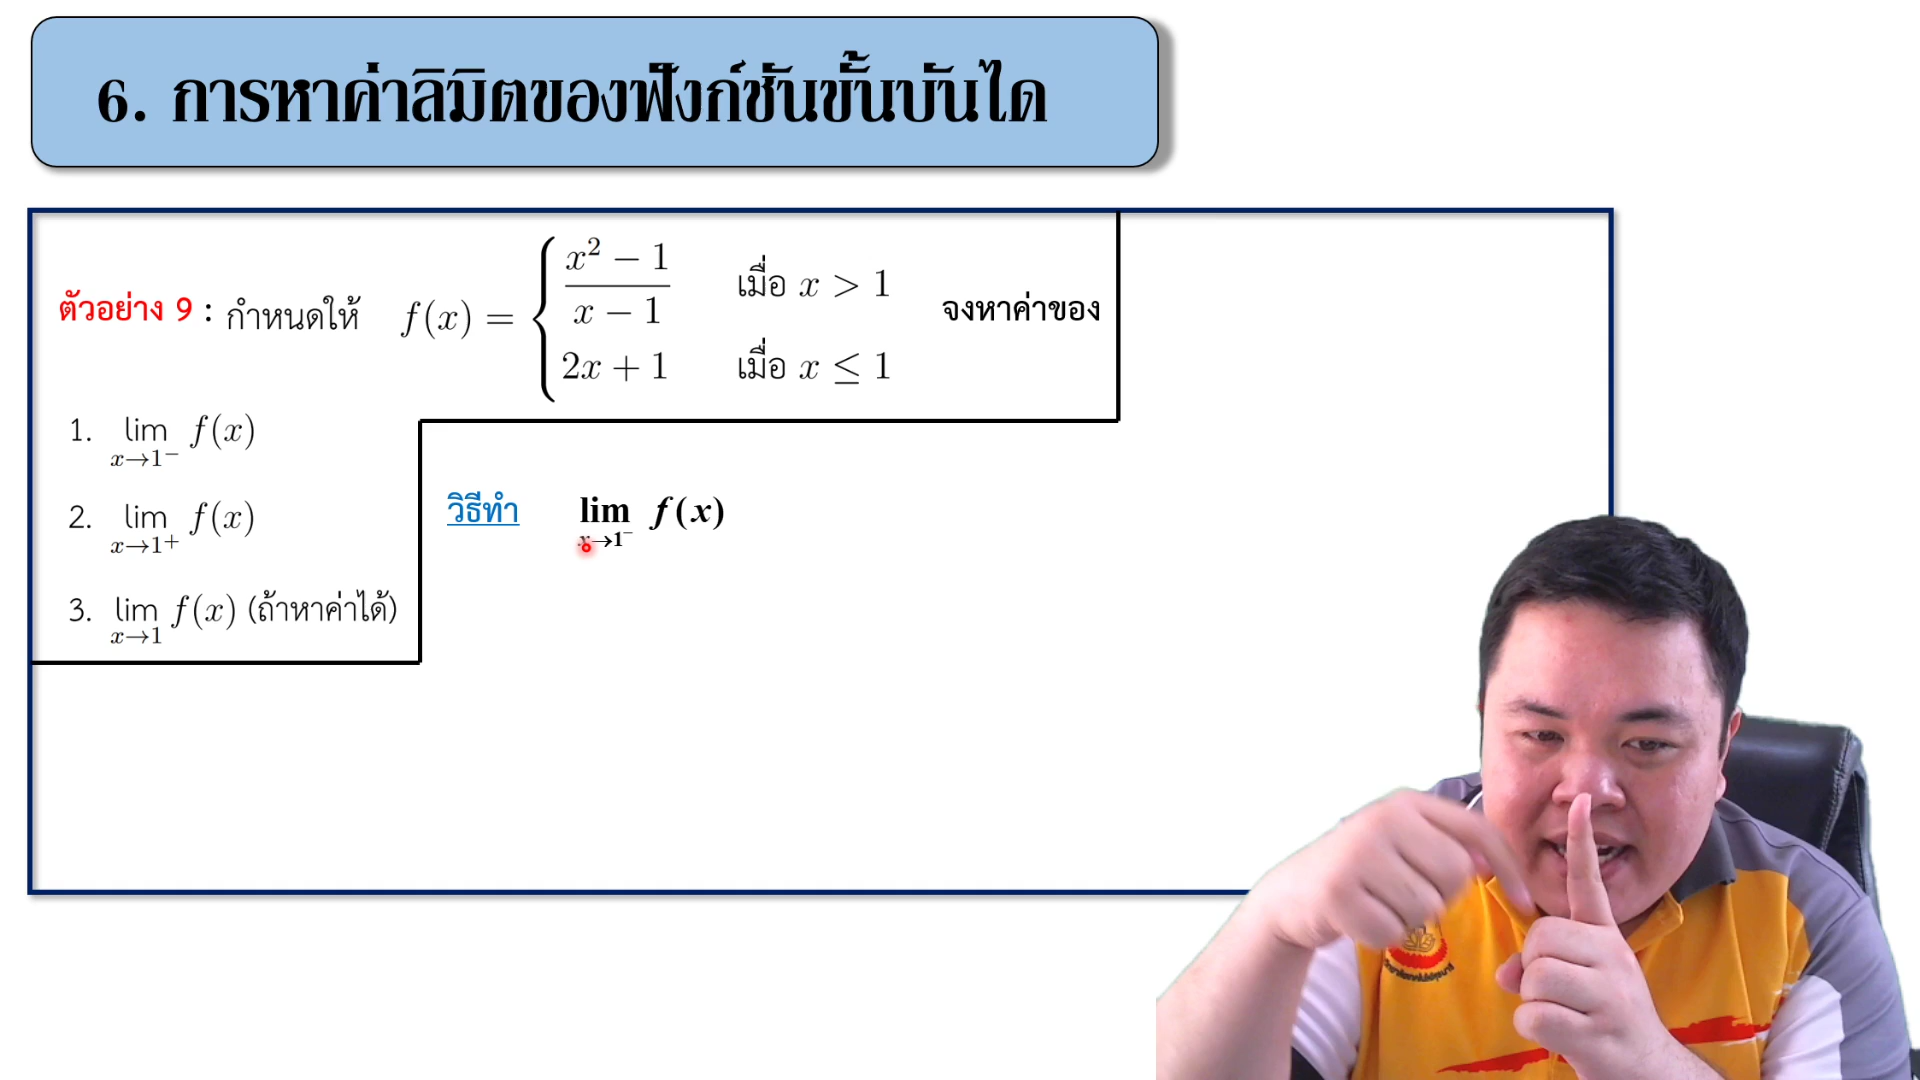 6. การหาค่าลิมิตของฟังก์ชันขั้นบันได
ตัวอย่าง 9 : กำหนดให้ f(x) = { (x² − 1)/(x − 1) เมื่อ x > 1
2x + 1 เมื่อ x ≤ 1
จงหาค่าของ
1. lim x→1⁻ f(x)
2. lim x→1⁺ f(x)
3. lim x→1 f(x) (ถ้าหาค่าได้)
วิธีทำ lim x→1⁻ f(x)